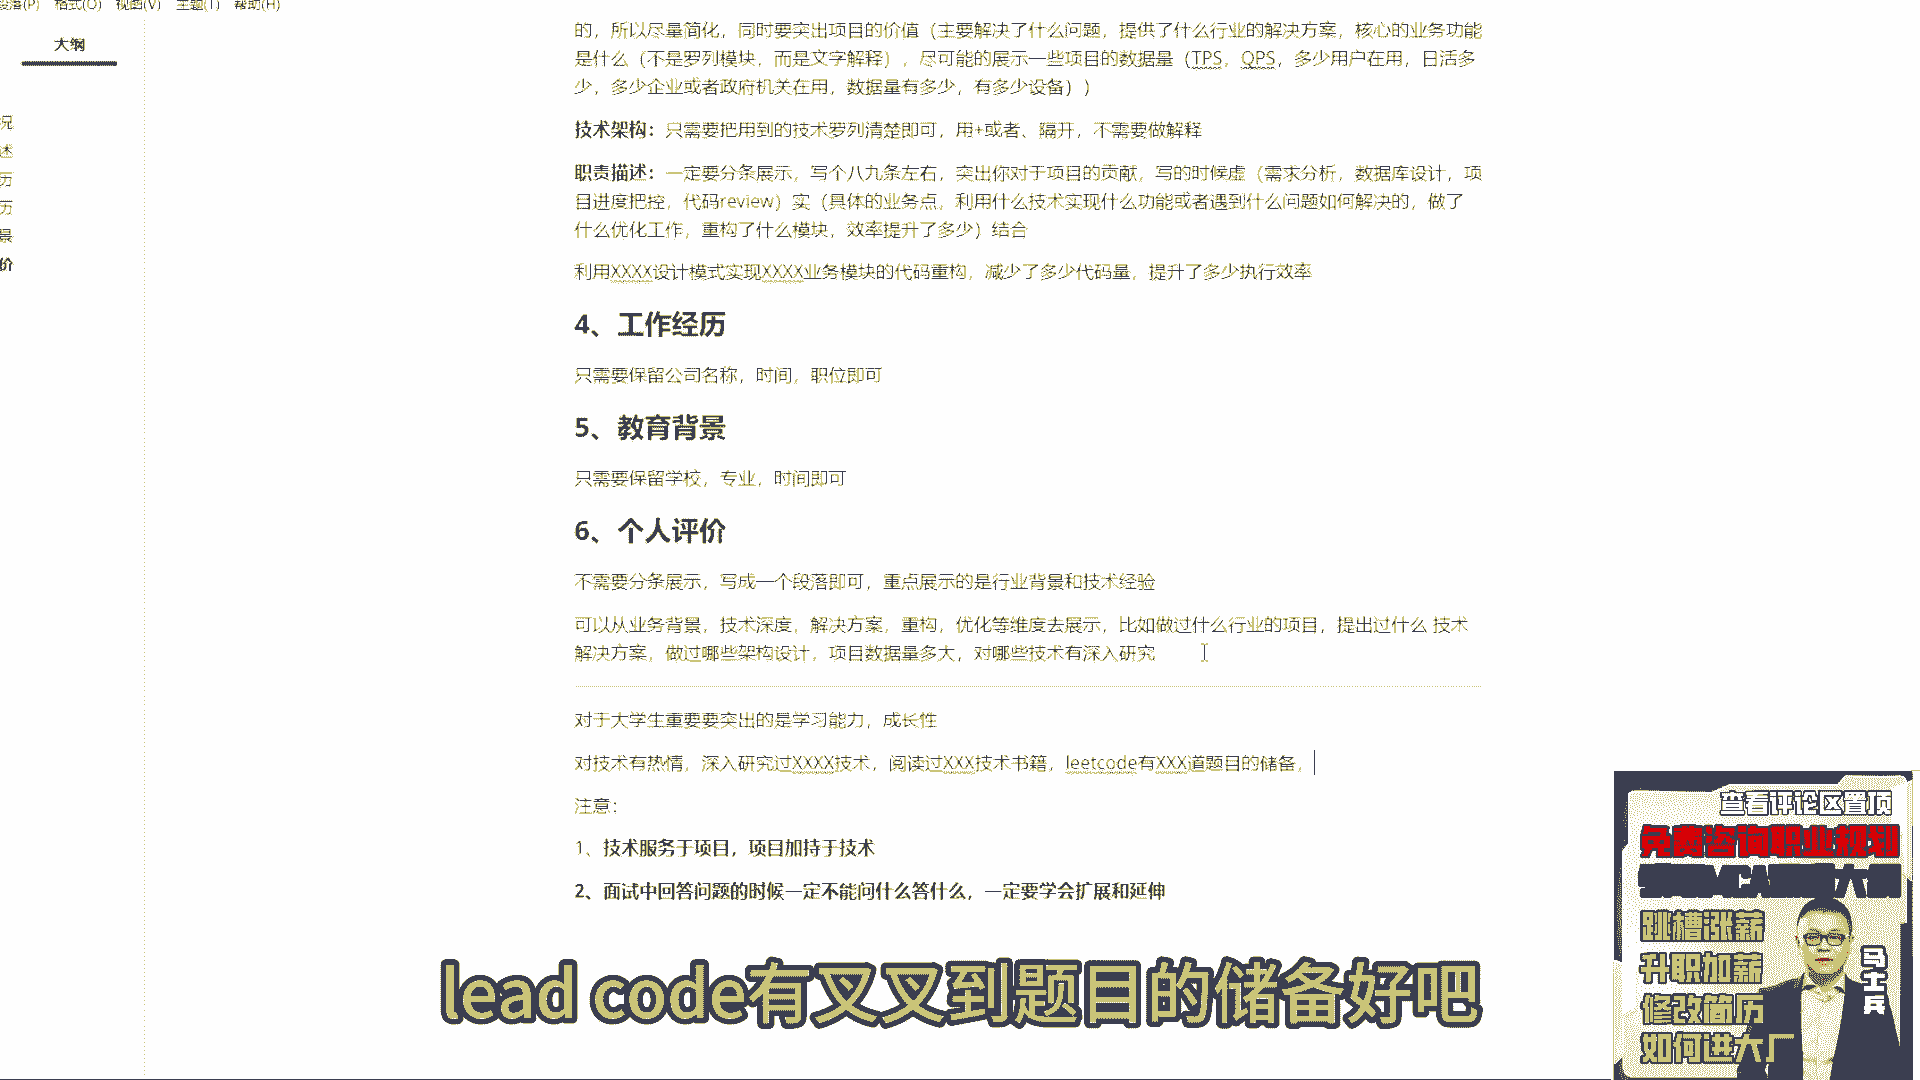 段落(P) 格式(O) 视图(V) 主题(T) 帮助(H)
大纲
况
述
历
历
景
价
的，所以尽量简化，同时要突出项目的价值（主要解决了什么问题，提供了什么行业的解决方案，核心的业务功能
是什么（不是罗列模块，而是文字解释），尽可能的展示一些项目的数据量（TPS，QPS，多少用户在用，日活多
少，多少企业或者政府机关在用，数据量有多少，有多少设备））
技术架构：只需要把用到的技术罗列清楚即可，用+或者、隔开，不需要做解释
职责描述：一定要分条展示，写个八九条左右，突出你对于项目的贡献，写的时候虚（需求分析，数据库设计，项
目进度把控，代码review）实（具体的业务点，利用什么技术实现什么功能或者遇到什么问题如何解决的，做了
什么优化工作，重构了什么模块，效率提升了多少）结合
利用XXXX设计模式实现XXXX业务模块的代码重构，减少了多少代码量，提升了多少执行效率
4、工作经历
只需要保留公司名称，时间，职位即可
5、教育背景
只需要保留学校，专业，时间即可
6、个人评价
不需要分条展示，写成一个段落即可，重点展示的是行业背景和技术经验
可以从业务背景，技术深度，解决方案，重构，优化等维度去展示，比如做过什么行业的项目，提出过什么 技术
解决方案，做过哪些架构设计，项目数据量多大，对哪些技术有深入研究
对于大学生重要要突出的是学习能力，成长性
对技术有热情，深入研究过XXXX技术，阅读过XXX技术书籍，leetcode有XXX道题目的储备，
注意：
1、技术服务于项目，项目加持于技术
2、面试中回答问题的时候一定不能问什么答什么，一定要学会扩展和延伸
lead code有叉叉到题目的储备好吧
查看评论区置顶
免费咨询职业规划
跳槽涨薪
升职加薪
修改简历
如何进大厂
马士兵